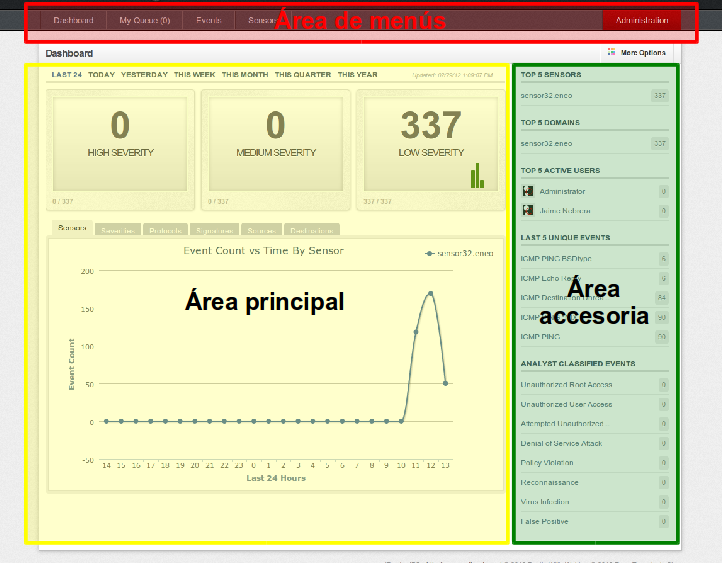 Dashboard My Queue (0) Events Sensors Administration
Área de menús
Dashboard More Options
LAST 24 TODAY YESTERDAY THIS WEEK THIS MONTH THIS QUARTER THIS YEAR
0 0 337
HIGH SEVERITY MEDIUM SEVERITY LOW SEVERITY
0 / 337 0 / 337 337 / 337
Sensors Severities Protocols Signatures Sources Destinations
Event Count vs Time By Sensor
sensor32.eneo
200
150
100
50
0
-50
Event Count
14 15 16 17 18 19 20 21 22 23 0 1 2 3 4 5 6 7 8 9 10 11 12 13
Last 24 Hours
Área principal
TOP 5 SENSORS
sensor32.eneo 337
TOP 5 DOMAINS
sensor32.eneo 337
TOP 5 ACTIVE USERS
Administrator 0
0
LAST 5 UNIQUE EVENTS
ICMP PING BSDtype 6
ICMP Echo Reply 6
ICMP Destination 84
ICMP 90
ICMP PING 90
Área
accesoria
ANALYST CLASSIFIED EVENTS
Unauthorized Root Access 0
Unauthorized User Access 0
Attempted Unauthorized 0
Denial of Service Attack 0
Policy Violation 0
Reconnaissance 0
Virus Infection 0
False Positive 0